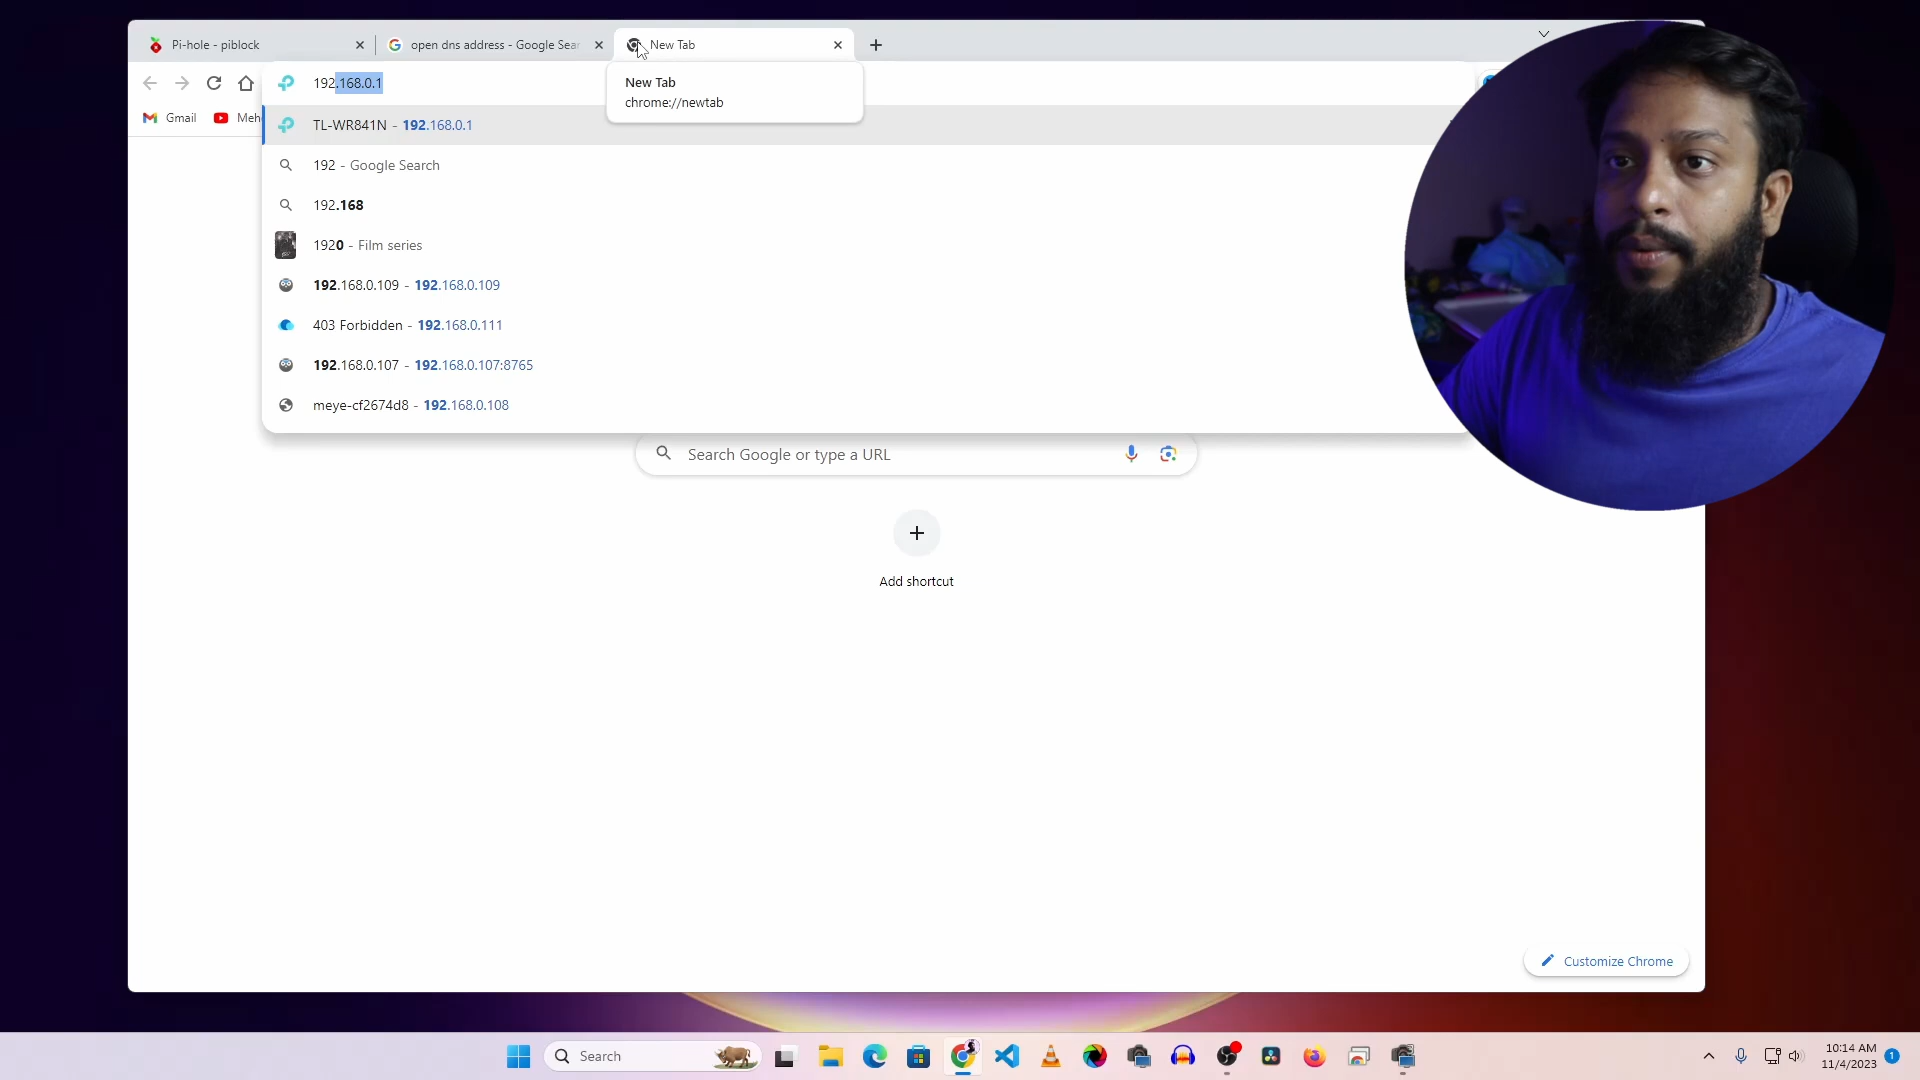 Pi-hole - piblock
open dns address - Google Sear
New Tab
192.168.0.1
New Tab
chrome://newtab
Gmail
Meh
TL-WR841N - 192.168.0.1
192 - Google Search
192.168
1920 - Film series
192.168.0.109 - 192.168.0.109
403 Forbidden - 192.168.0.111
192.168.0.107 - 192.168.0.107:8765
meye-cf2674d8 - 192.168.0.108
Search Google or type a URL
Add shortcut
Customize Chrome
Search
10:14 AM
11/4/2023
1